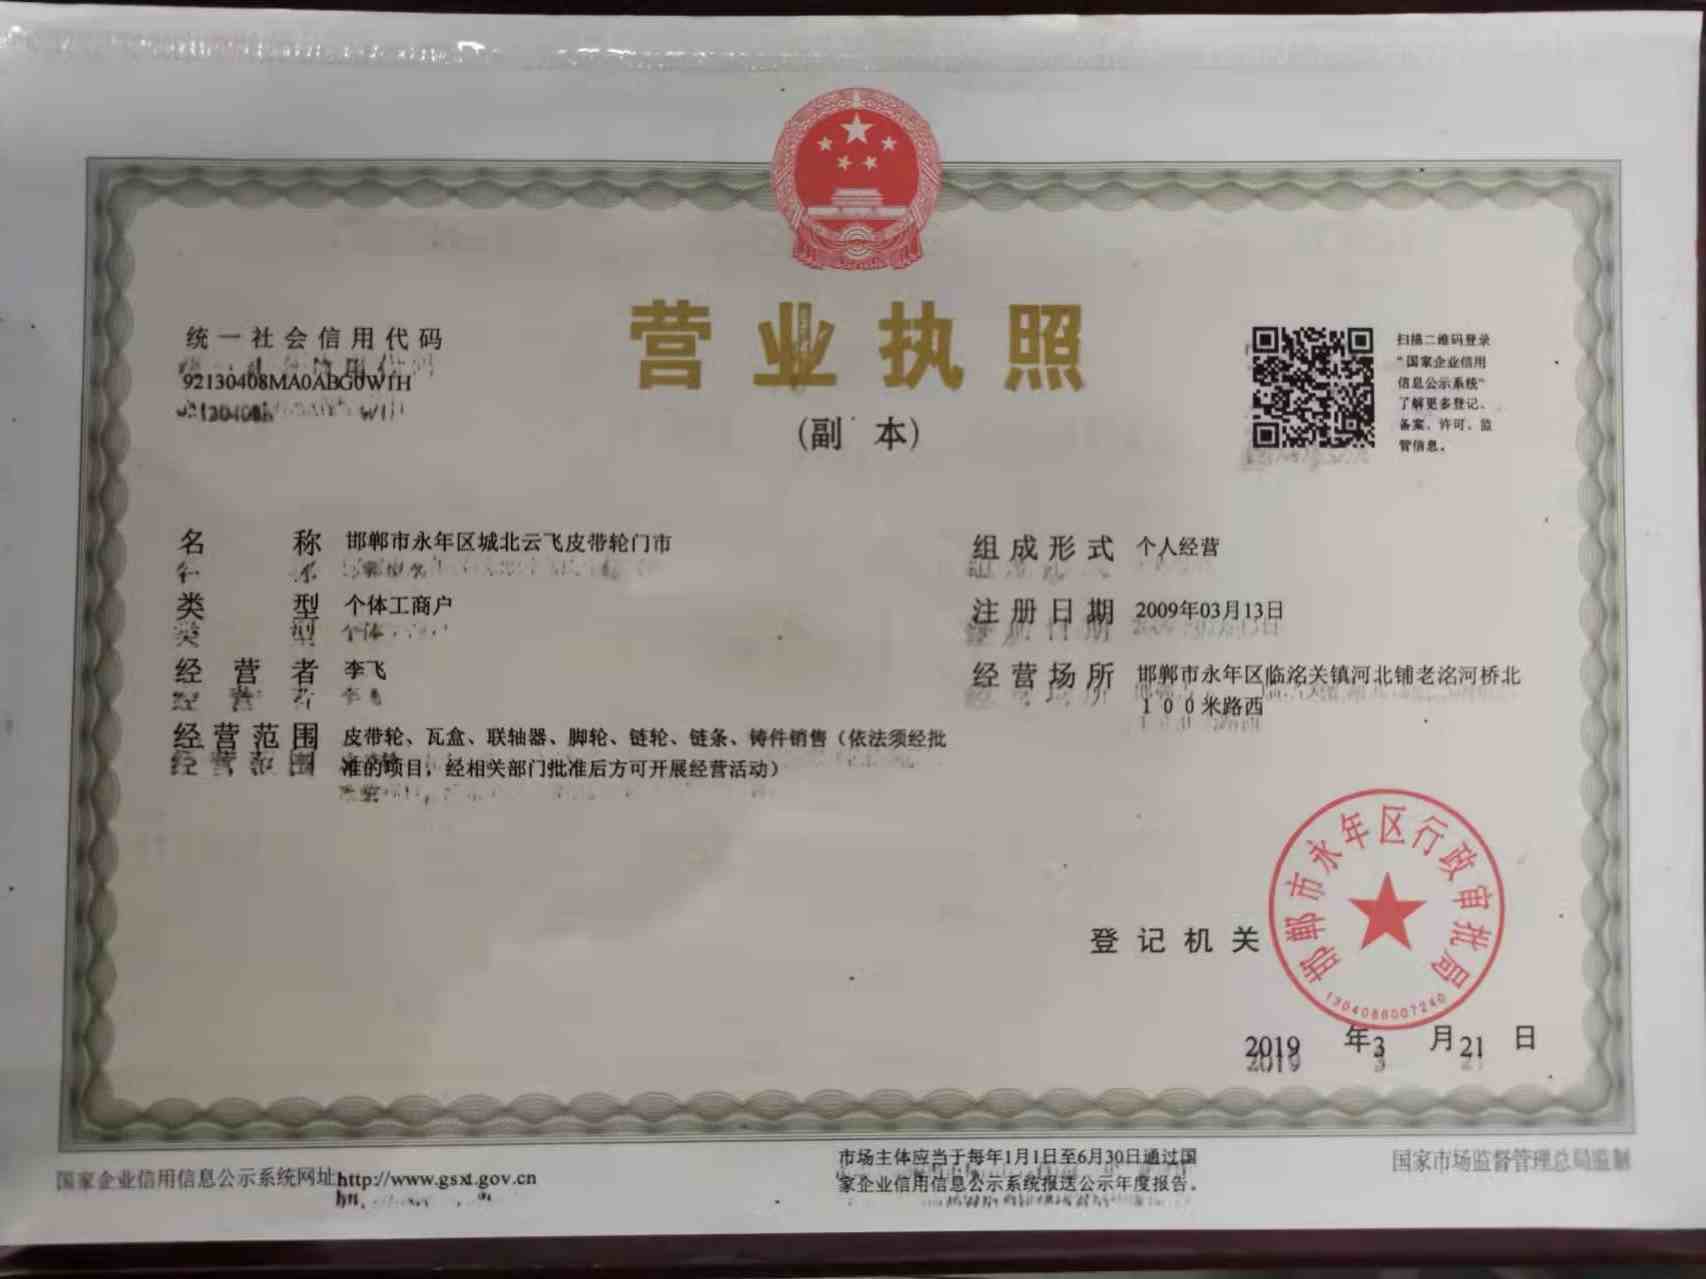 营业执照
(副 本)
统一社会信用代码
92130408MA0ABG0W1H
扫描二维码登录
“国家企业信用
信息公示系统”
了解更多登记、
备案、许可、监
管信息。
名 称 邯郸市永年区城北云飞皮带轮门市
类 型 个体工商户
经 营 者 李飞
经营范围 皮带轮、瓦盒、联轴器、脚轮、链轮、链条、铸件销售（依法须经批
准的项目，经相关部门批准后方可开展经营活动）
组成形式 个人经营
注册日期 2009年03月13日
经营场所 邯郸市永年区临洺关镇河北铺老洺河桥北
100米路西
登记机关
邯郸市永年区行政审批局
1304086007240
2019 年3 月21 日
国家企业信用信息公示系统网址http://www.gsxt.gov.cn
市场主体应当于每年1月1日至6月30日通过国
家企业信用信息公示系统报送公示年度报告。
国家市场监督管理总局监制